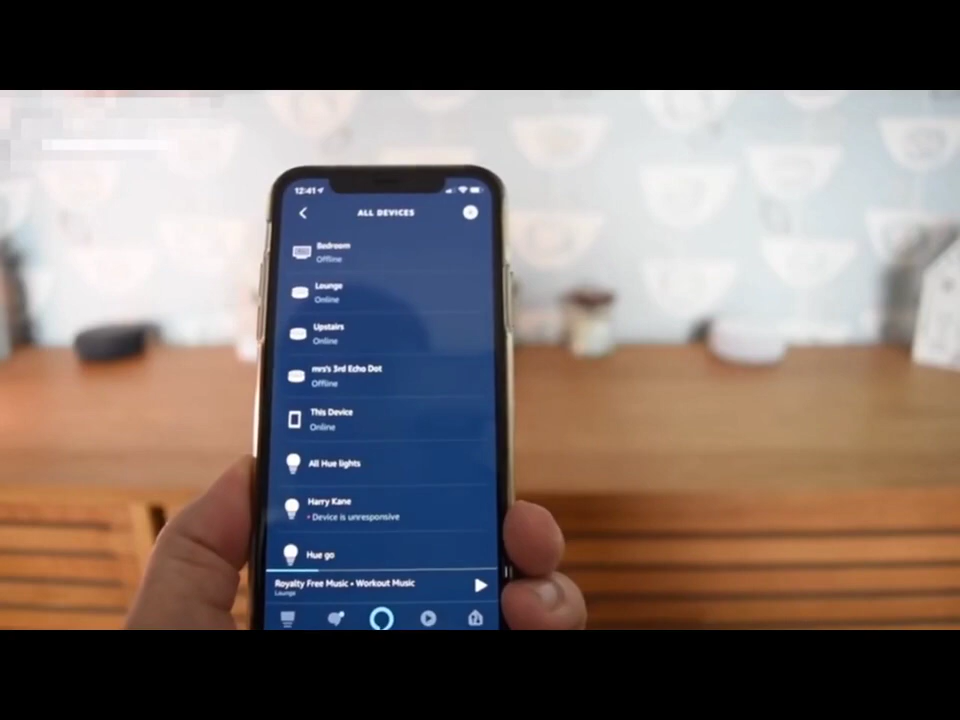 12:41
ALL DEVICES
Bedroom
Offline
Lounge
Online
Upstairs
Online
mrs's 3rd Echo Dot
Offline
This Device
Online
All Hue lights
Harry Kane
• Device is unresponsive
Hue go
Royalty Free Music • Workout Music
Lounge